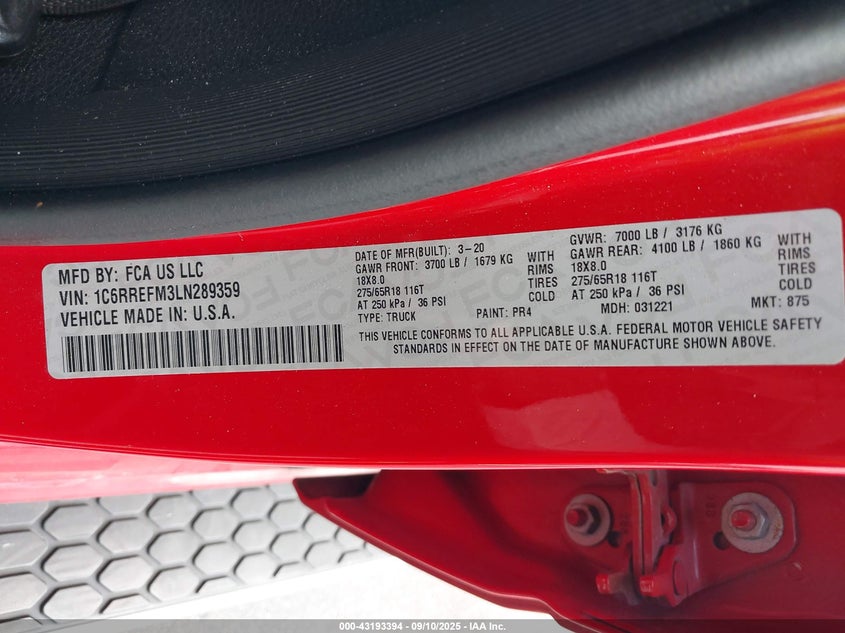 MFD BY: FCA US LLC
VIN: 1C6RREFM3LN289359
VEHICLE MADE IN: U.S.A.
DATE OF MFR(BUILT): 3-20
GAWR FRONT: 3700 LB / 1679 KG WITH
18X8.0 RIMS
275/65R18 116T TIRES
AT 250 kPa / 36 PSI COLD
TYPE: TRUCK PAINT: PR4
GVWR: 7000 LB / 3176 KG
GAWR REAR: 4100 LB / 1860 KG WITH
18X8.0 RIMS
275/65R18 116T TIRES
AT 250 kPa / 36 PSI COLD
MDH: 031221 MKT: 875
THIS VEHICLE CONFORMS TO ALL APPLICABLE U.S.A. FEDERAL MOTOR VEHICLE SAFETY
STANDARDS IN EFFECT ON THE DATE OF MANUFACTURE SHOWN ABOVE.
000-43193394 - 09/10/2025 - IAA Inc.